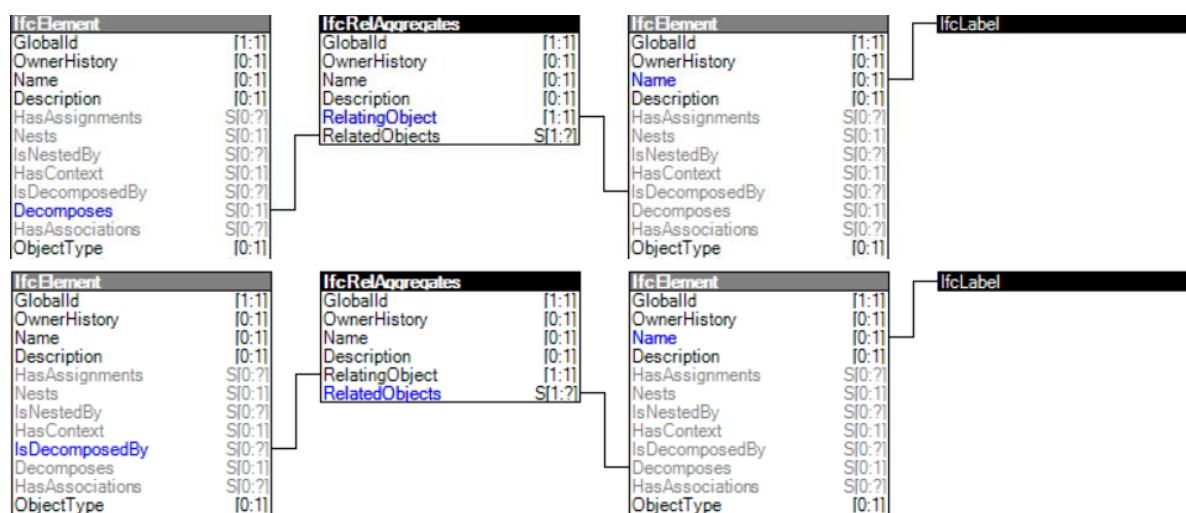 IfcElement IfcRelAggregates IfcElement IfcLabel
GlobalId [1:1] GlobalId [1:1] GlobalId [1:1]
OwnerHistory [0:1] OwnerHistory [0:1] OwnerHistory [0:1]
Name [0:1] Name [0:1] Name [0:1]
Description [0:1] Description [0:1] Description [0:1]
HasAssignments S[0:?] RelatingObject [1:1] HasAssignments S[0:?]
Nests S[0:1] RelatedObjects S[1:?] Nests S[0:1]
IsNestedBy S[0:?] IsNestedBy S[0:?]
HasContext S[0:1] HasContext S[0:1]
IsDecomposedBy S[0:?] IsDecomposedBy S[0:?]
Decomposes S[0:1] Decomposes S[0:1]
HasAssociations S[0:?] HasAssociations S[0:?]
ObjectType [0:1] ObjectType [0:1]
IfcElement IfcRelAggregates IfcElement IfcLabel
GlobalId [1:1] GlobalId [1:1] GlobalId [1:1]
OwnerHistory [0:1] OwnerHistory [0:1] OwnerHistory [0:1]
Name [0:1] Name [0:1] Name [0:1]
Description [0:1] Description [0:1] Description [0:1]
HasAssignments S[0:?] RelatingObject [1:1] HasAssignments S[0:?]
Nests S[0:1] RelatedObjects S[1:?] Nests S[0:1]
IsNestedBy S[0:?] IsNestedBy S[0:?]
HasContext S[0:1] HasContext S[0:1]
IsDecomposedBy S[0:?] IsDecomposedBy S[0:?]
Decomposes S[0:1] Decomposes S[0:1]
HasAssociations S[0:?] HasAssociations S[0:?]
ObjectType [0:1] ObjectType [0:1]